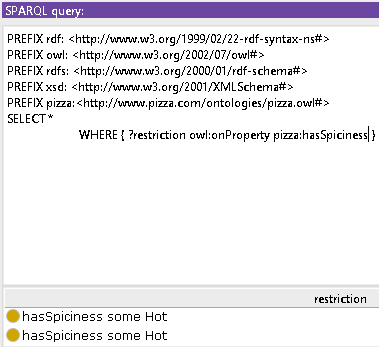 SPARQL query:
PREFIX rdf: <http://www.w3.org/1999/02/22-rdf-syntax-ns#>
PREFIX owl: <http://www.w3.org/2002/07/owl#>
PREFIX rdfs: <http://www.w3.org/2000/01/rdf-schema#>
PREFIX xsd: <http://www.w3.org/2001/XMLSchema#>
PREFIX pizza:<http://www.pizza.com/ontologies/pizza.owl#>
SELECT *
WHERE { ?restriction owl:onProperty pizza:hasSpiciness}
restriction
hasSpiciness some Hot
hasSpiciness some Hot